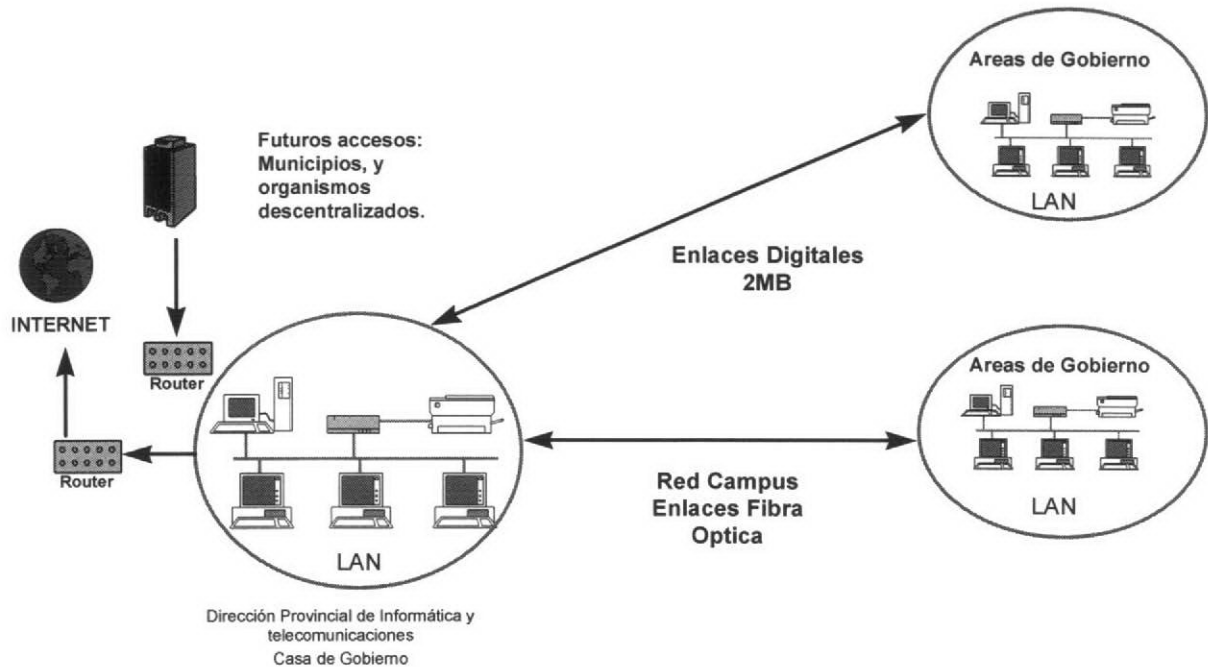 Areas de Gobierno
LAN
Futuros accesos:
Municipios, y
organismos
descentralizados.
Enlaces Digitales
2MB
INTERNET
Router
Router
LAN
Areas de Gobierno
LAN
Red Campus
Enlaces Fibra
Optica
Dirección Provincial de Informática y
telecomunicaciones
Casa de Gobierno